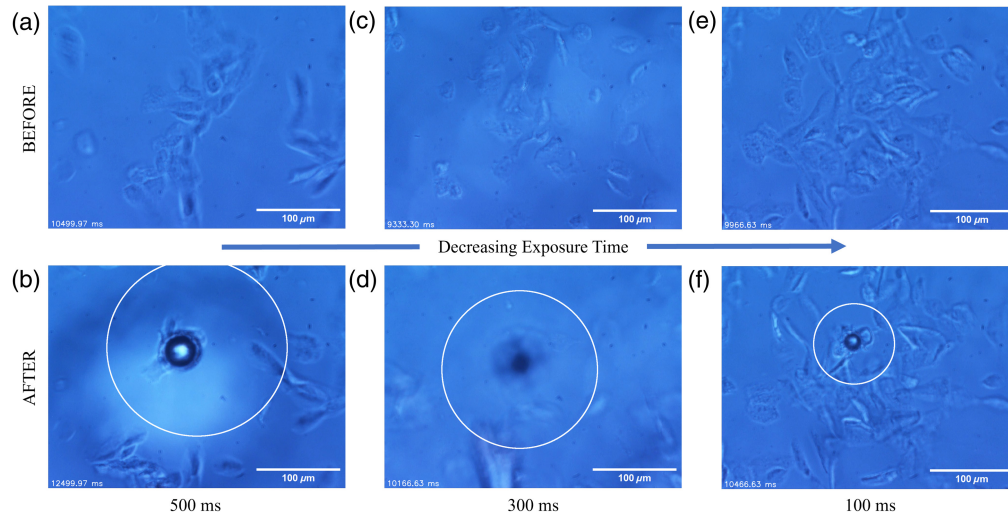 (a)
(c)
(e)
BEFORE
10499.97 ms
100 µm
9333.30 ms
100 µm
9966.63 ms
100 µm
Decreasing Exposure Time
(b)
(d)
(f)
AFTER
12499.97 ms
100 µm
10166.63 ms
100 µm
10466.63 ms
100 µm
500 ms
300 ms
100 ms